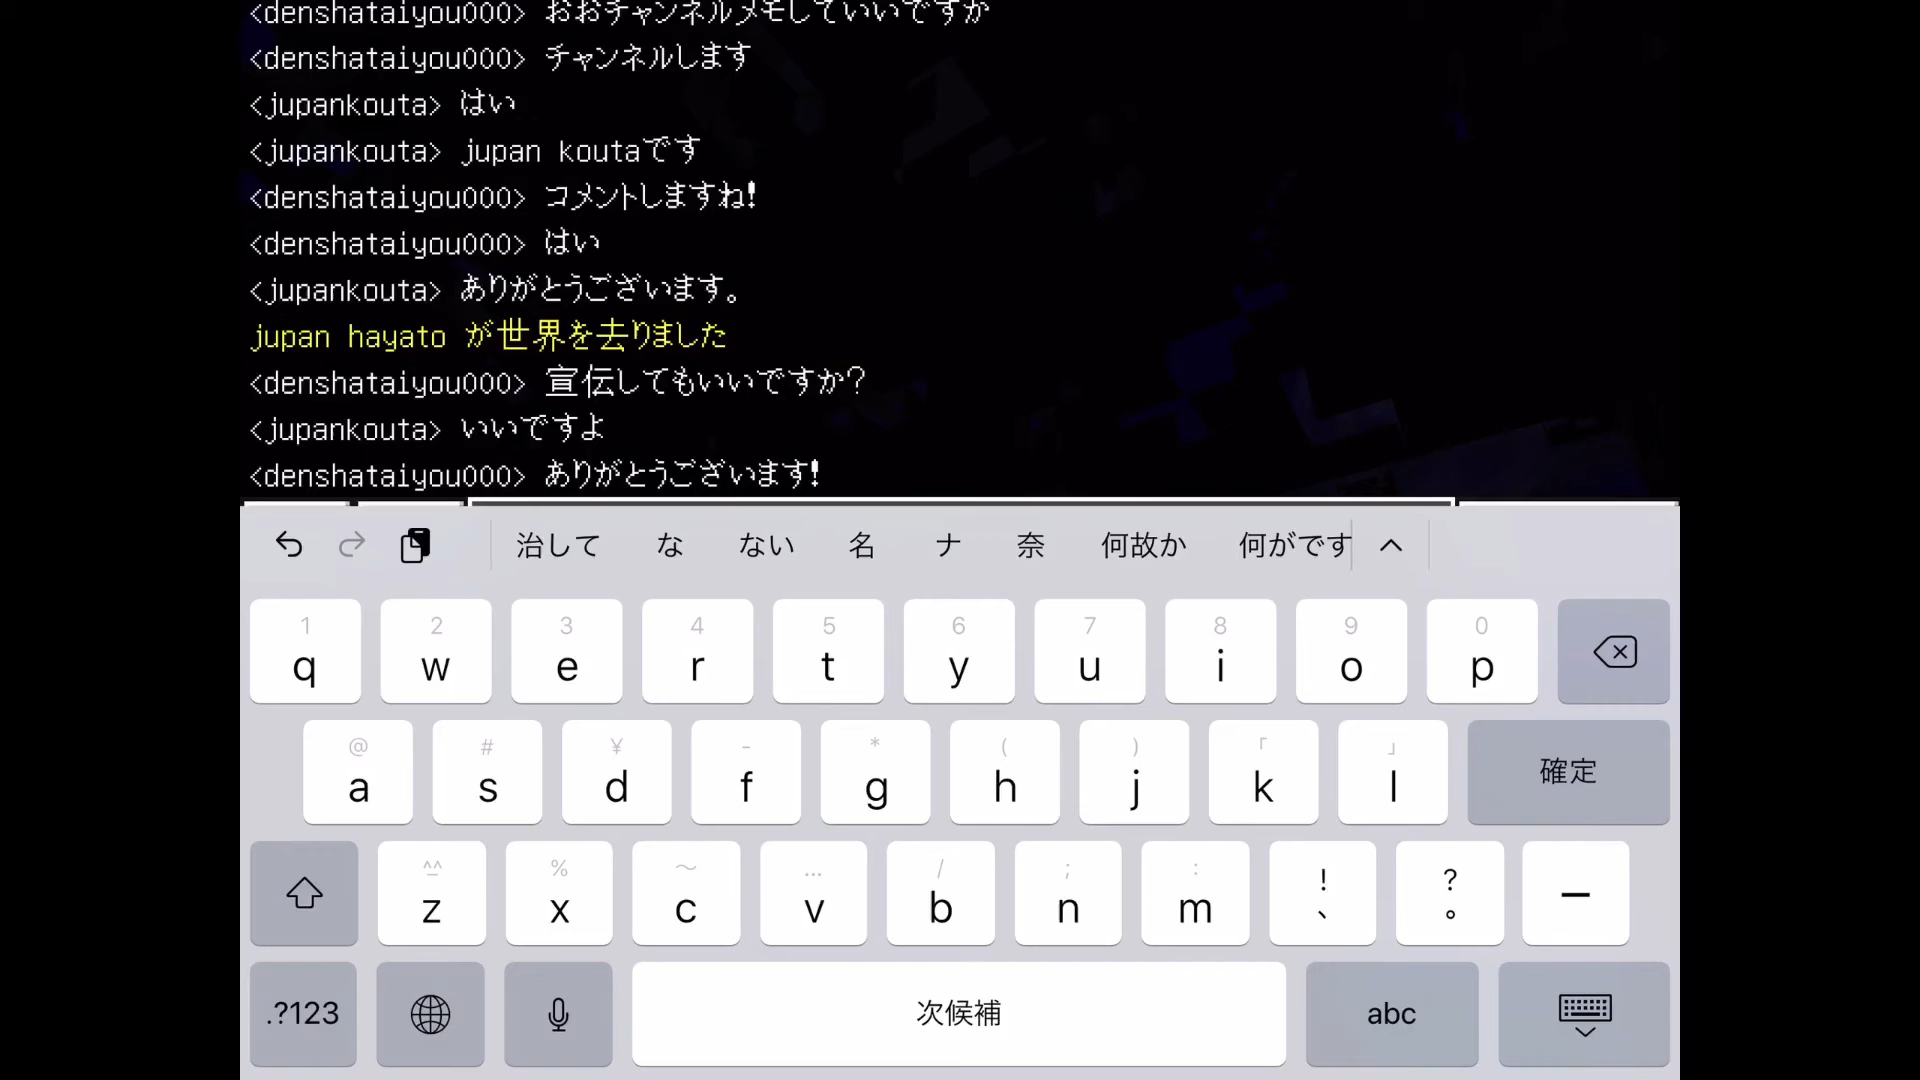 <denshataiyou000> おおチャンネルメモしていいですか
<denshataiyou000> チャンネルします
<jupankouta> はい
<jupankouta> jupan koutaです
<denshataiyou000> コメントしますね!
<denshataiyou000> はい
<jupankouta> ありがとうございます。
jupan hayato が世界を去りました
<denshataiyou000> 宣伝してもいいですか?
<jupankouta> いいですよ
<denshataiyou000> ありがとうございます!
治して な ない 名 ナ 奈 何故か 何がです
1 2 3 4 5 6 7 8 9 0
q w e r t y u i o p
@ # ¥ - * ( ) 「 」
a s d f g h j k l 確定
^^ % 〜 … / ; : ! ?
z x c v b n m 、 。 ー
.?123 次候補 abc